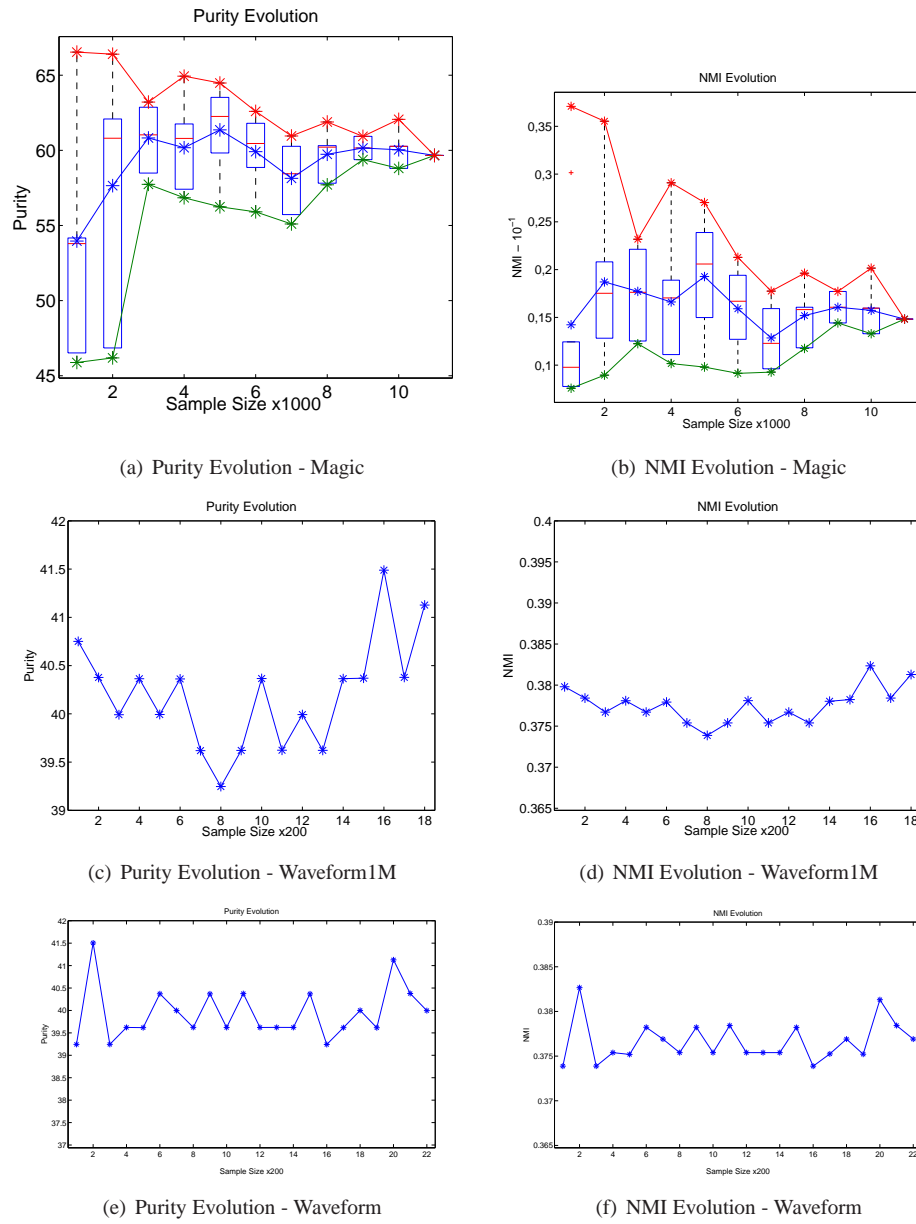 Purity Evolution
65
60
55
50
45
Purity
2 4 6 8 10
Sample Size x1000
(a) Purity Evolution - Magic
NMI Evolution
0,35
0,3
0,25
0,2
0,15
0,1
NMI − 10⁻¹
2 4 6 8 10
Sample Size x1000
(b) NMI Evolution - Magic
Purity Evolution
42
41.5
41
40.5
40
39.5
39
Purity
2 4 6 8 10 12 14 16 18
Sample Size x200
(c) Purity Evolution - Waveform1M
NMI Evolution
0.4
0.395
0.39
0.385
0.38
0.375
0.37
0.365
NMI
2 4 6 8 10 12 14 16 18
Sample Size x200
(d) NMI Evolution - Waveform1M
Purity Evolution
42
41.5
41
40.5
40
39.5
39
38.5
38
37.5
37
Purity
2 4 6 8 10 12 14 16 18 20 22
Sample Size x200
(e) Purity Evolution - Waveform
NMI Evolution
0.39
0.385
0.38
0.375
0.37
0.365
NMI
2 4 6 8 10 12 14 16 18 20 22
Sample Size x200
(f) NMI Evolution - Waveform